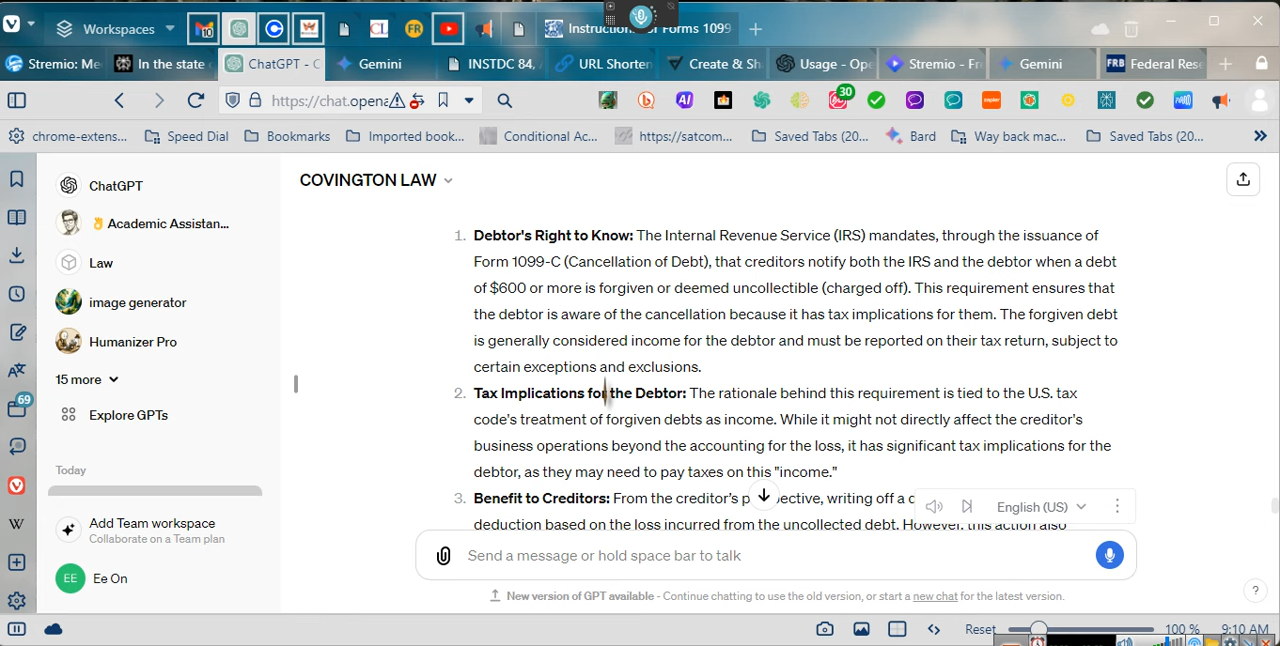 Workspaces
10
CL
FR
Forms 1099
Stremio: Me
In the state
ChatGPT - C
Gemini
INSTDC 84,
URL Shorten
Create & Sh
Usage - Ope
Stremio - Fr
Gemini
FRB
Federal Rese
https://chat.opena
30
chrome-extens...
Speed Dial
Bookmarks
Imported book...
Conditional Ac...
https://satcom...
Saved Tabs (20...
Bard
Way back mac...
Saved Tabs (20...
ChatGPT
Academic Assistan...
Law
image generator
Humanizer Pro
15 more
Explore GPTs
Today
Add Team workspace
Collaborate on a Team plan
EE
Ee On
69
W
COVINGTON LAW
1. Debtor's Right to Know: The Internal Revenue Service (IRS) mandates, through the issuance of
Form 1099-C (Cancellation of Debt), that creditors notify both the IRS and the debtor when a debt
of $600 or more is forgiven or deemed uncollectible (charged off). This requirement ensures that
the debtor is aware of the cancellation because it has tax implications for them. The forgiven debt
is generally considered income for the debtor and must be reported on their tax return, subject to
certain exceptions and exclusions.
2. Tax Implications for the Debtor: The rationale behind this requirement is tied to the U.S. tax
code's treatment of forgiven debts as income. While it might not directly affect the creditor's
business operations beyond the accounting for the loss, it has significant tax implications for the
debtor, as they may need to pay taxes on this "income."
3. Benefit to Creditors: From the creditor's
writing off a
deduction based on the loss incurred from the uncollected debt. However, this action also
English (US)
Send a message or hold space bar to talk
New version of GPT available - Continue chatting to use the old version, or start a new chat for the latest version.
?
Reset
100 %
9:10 AM